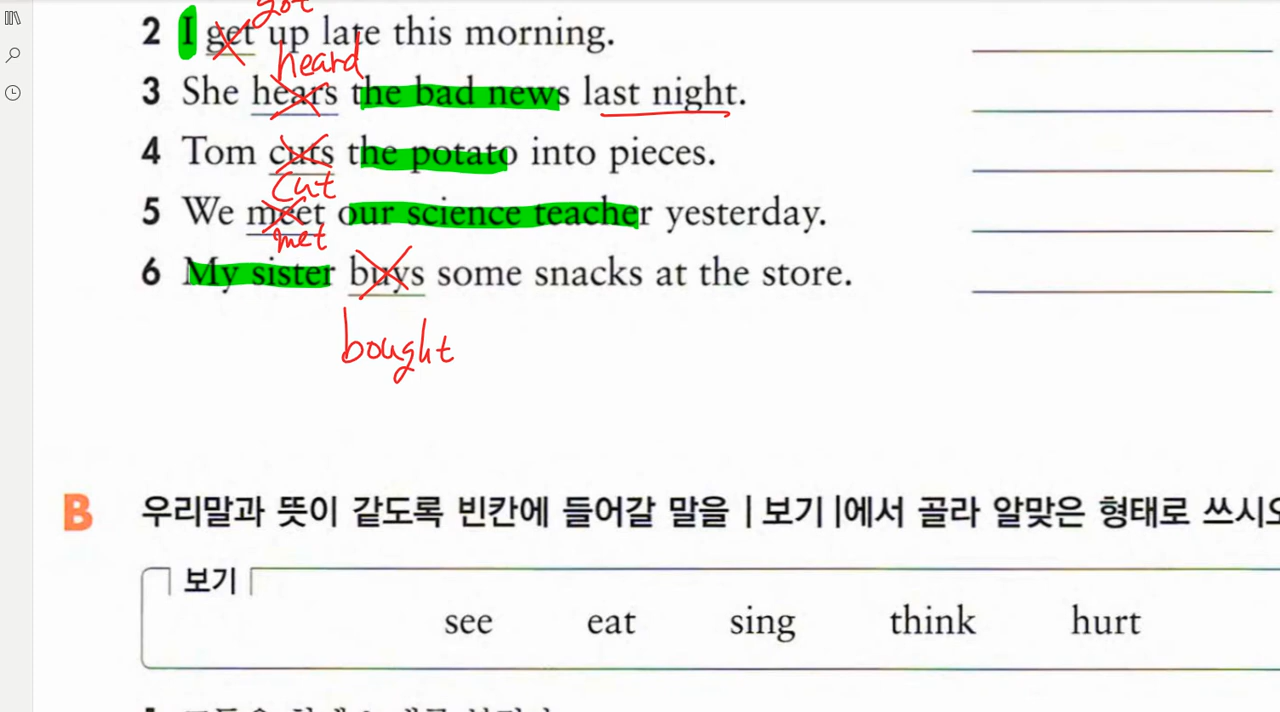 got
2 I get up late this morning.
heard
3 She hears the bad news last night.
4 Tom cuts the potato into pieces.
cut
5 We meet our science teacher yesterday.
met
6 My sister buys some snacks at the store.
bought
B 우리말과 뜻이 같도록 빈칸에 들어갈 말을 | 보기 |에서 골라 알맞은 형태로 쓰시오
보기
see eat sing think hurt